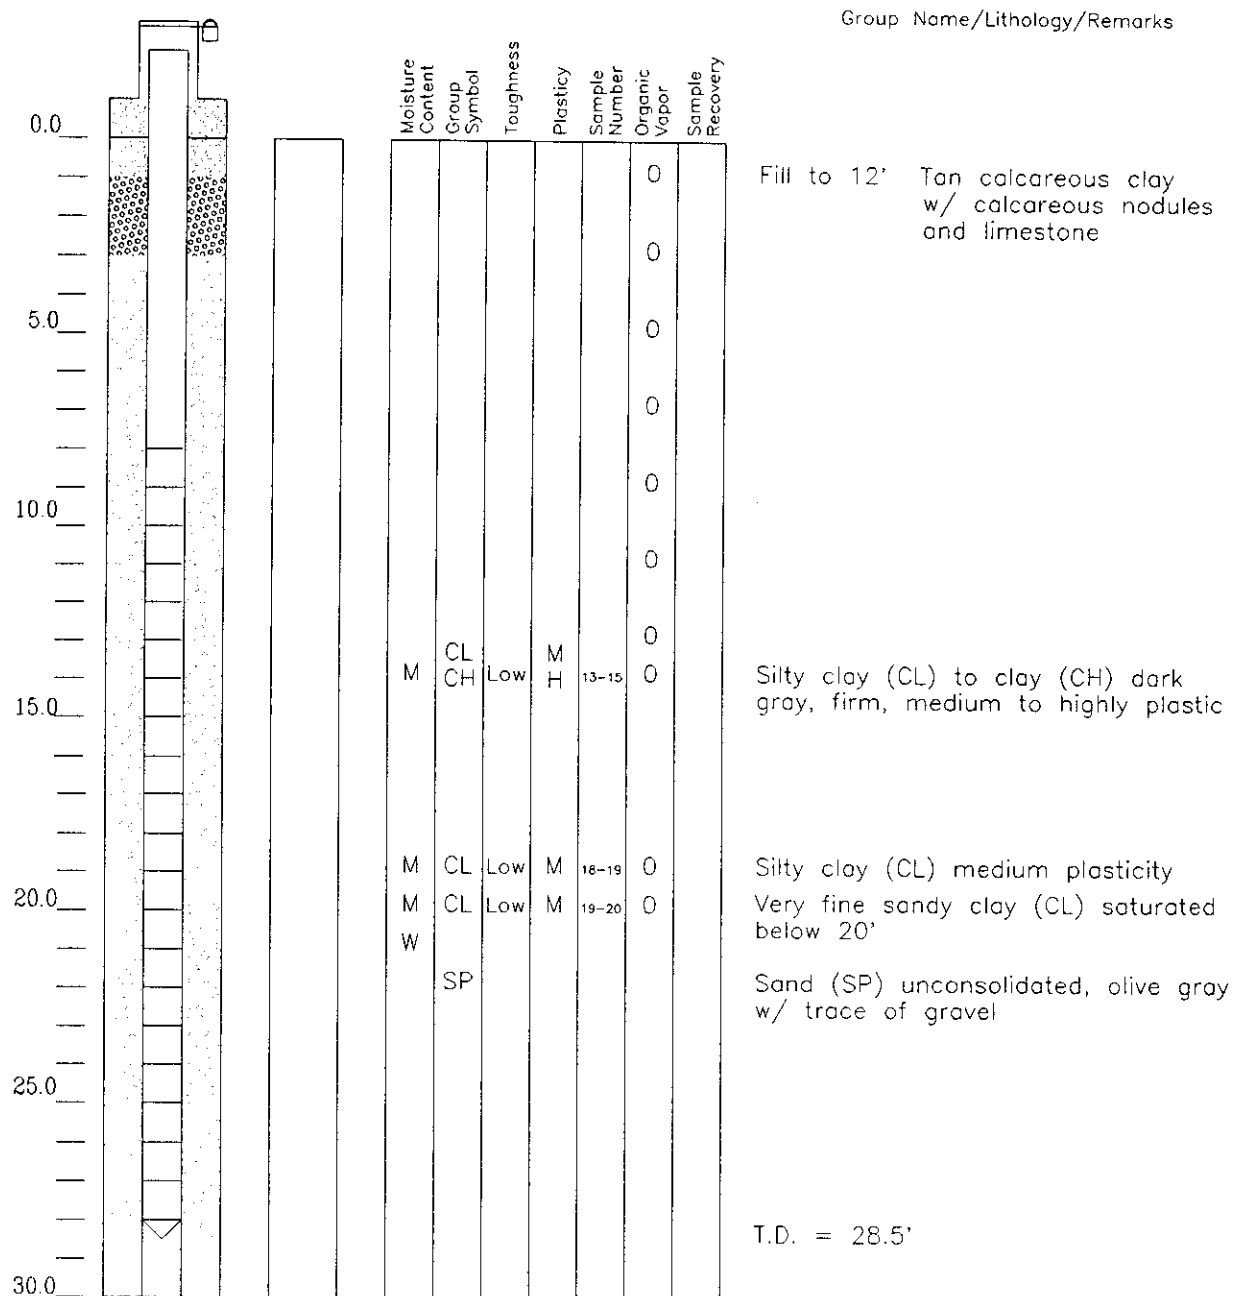 Group Name/Lithology/Remarks
Moisture Content
Group Symbol
Toughness
Plasticy
Sample Number
Organic Vapor
Sample Recovery
0.0
0 Fill to 12' Tan calcareous clay
w/ calcareous nodules
and limestone
0
5.0
0
0
0
10.0
0
0
CL M
M CH Low H 13-15 0 Silty clay (CL) to clay (CH) dark
15.0 gray, firm, medium to highly plastic
M CL Low M 18-19 0 Silty clay (CL) medium plasticity
20.0 M CL Low M 19-20 0 Very fine sandy clay (CL) saturated
below 20'
W
SP Sand (SP) unconsolidated, olive gray
w/ trace of gravel
25.0
T.D. = 28.5'
30.0